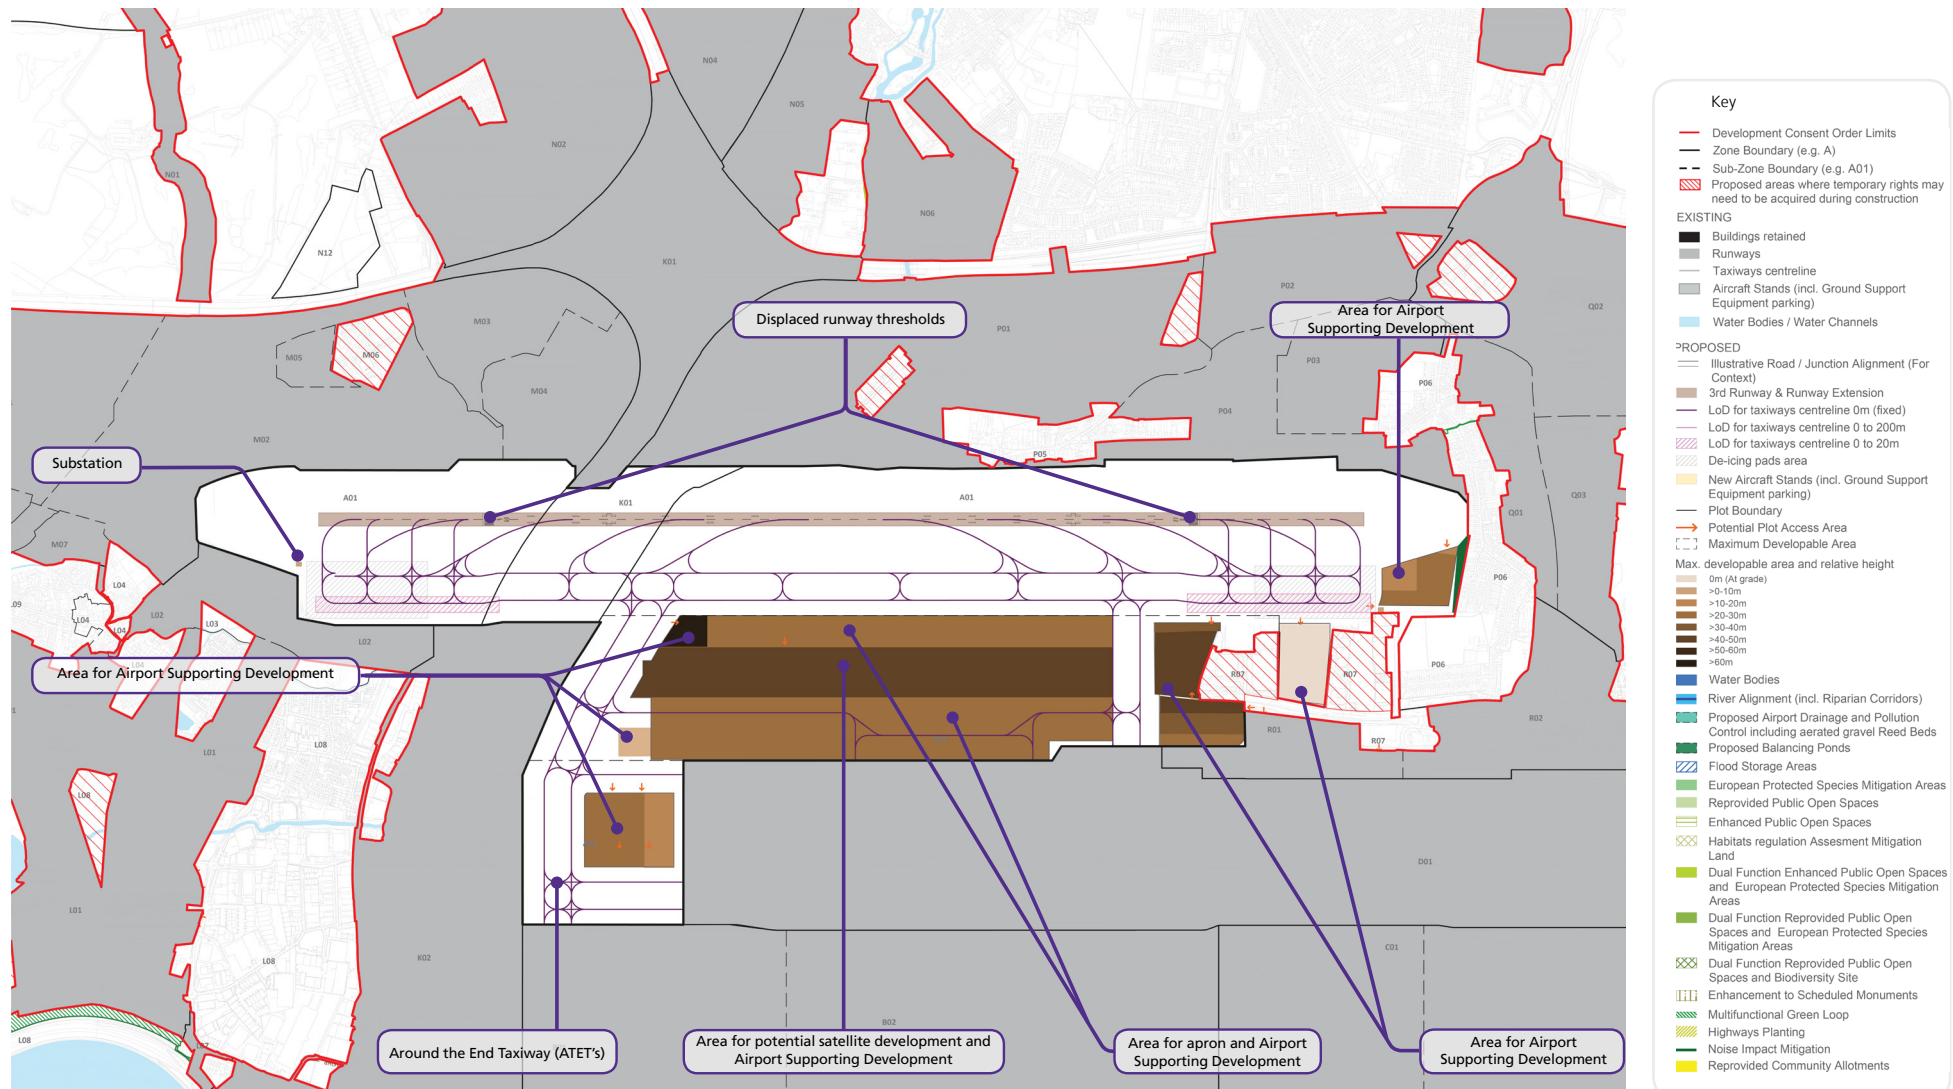 N04
N05
N01
N02
N06
N12
K01
P02
Q02
Displaced runway thresholds
Area for Airport
Supporting Development
M03
P01
M05
M06
P03
M04
P06
P04
M02
P05
Substation
A01
K01
A01
Q03
Q01
M07
L04
P06
L09
L04
L04
L02
L03
L02
P06
L04
R07
R07
Area for Airport Supporting Development
R02
R01
R07
L01
L08
L08
D01
L01
C01
K02
L08
B02
L08
L07
Around the End Taxiway (ATET's)
Area for potential satellite development and
Airport Supporting Development
Area for apron and Airport
Supporting Development
Area for Airport
Supporting Development
Key
Development Consent Order Limits
Zone Boundary (e.g. A)
Sub-Zone Boundary (e.g. A01)
Proposed areas where temporary rights may
need to be acquired during construction
EXISTING
Buildings retained
Runways
Taxiways centreline
Aircraft Stands (incl. Ground Support
Equipment parking)
Water Bodies / Water Channels
PROPOSED
Illustrative Road / Junction Alignment (For
Context)
3rd Runway & Runway Extension
LoD for taxiways centreline 0m (fixed)
LoD for taxiways centreline 0 to 200m
LoD for taxiways centreline 0 to 20m
De-icing pads area
New Aircraft Stands (incl. Ground Support
Equipment parking)
Plot Boundary
Potential Plot Access Area
Maximum Developable Area
Max. developable area and relative height
0m (At grade)
>0-10m
>10-20m
>20-30m
>30-40m
>40-50m
>50-60m
>60m
Water Bodies
River Alignment (incl. Riparian Corridors)
Proposed Airport Drainage and Pollution
Control including aerated gravel Reed Beds
Proposed Balancing Ponds
Flood Storage Areas
European Protected Species Mitigation Areas
Reprovided Public Open Spaces
Enhanced Public Open Spaces
Habitats regulation Assesment Mitigation
Land
Dual Function Enhanced Public Open Spaces
and European Protected Species Mitigation
Areas
Dual Function Reprovided Public Open
Spaces and European Protected Species
Mitigation Areas
Dual Function Reprovided Public Open
Spaces and Biodiversity Site
Enhancement to Scheduled Monuments
Multifunctional Green Loop
Highways Planting
Noise Impact Mitigation
Reprovided Community Allotments